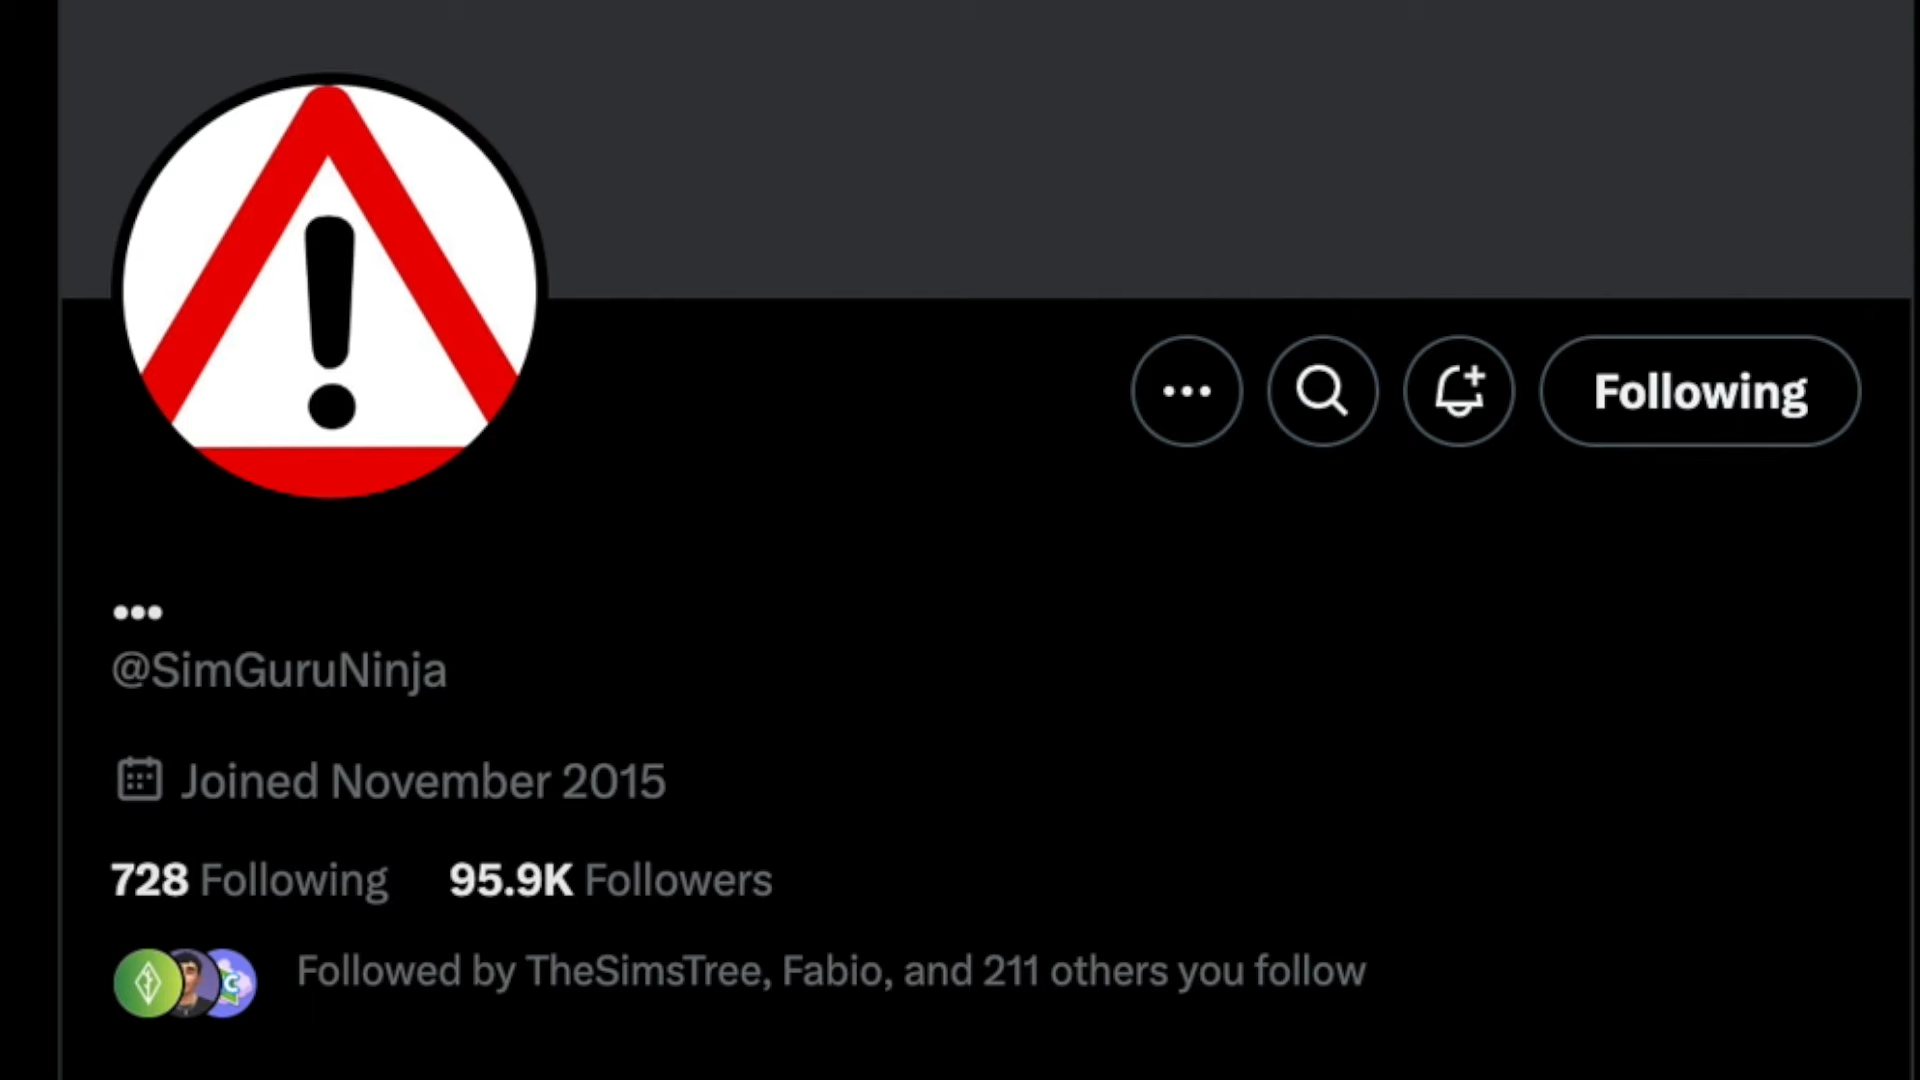 Following
•••
@SimGuruNinja
Joined November 2015
728 Following 95.9K Followers
Followed by TheSimsTree, Fabio, and 211 others you follow